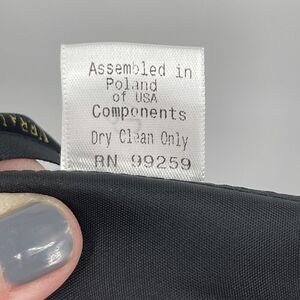 Assembled in
Poland
of USA
Components
Dry Clean Only
RN 99259